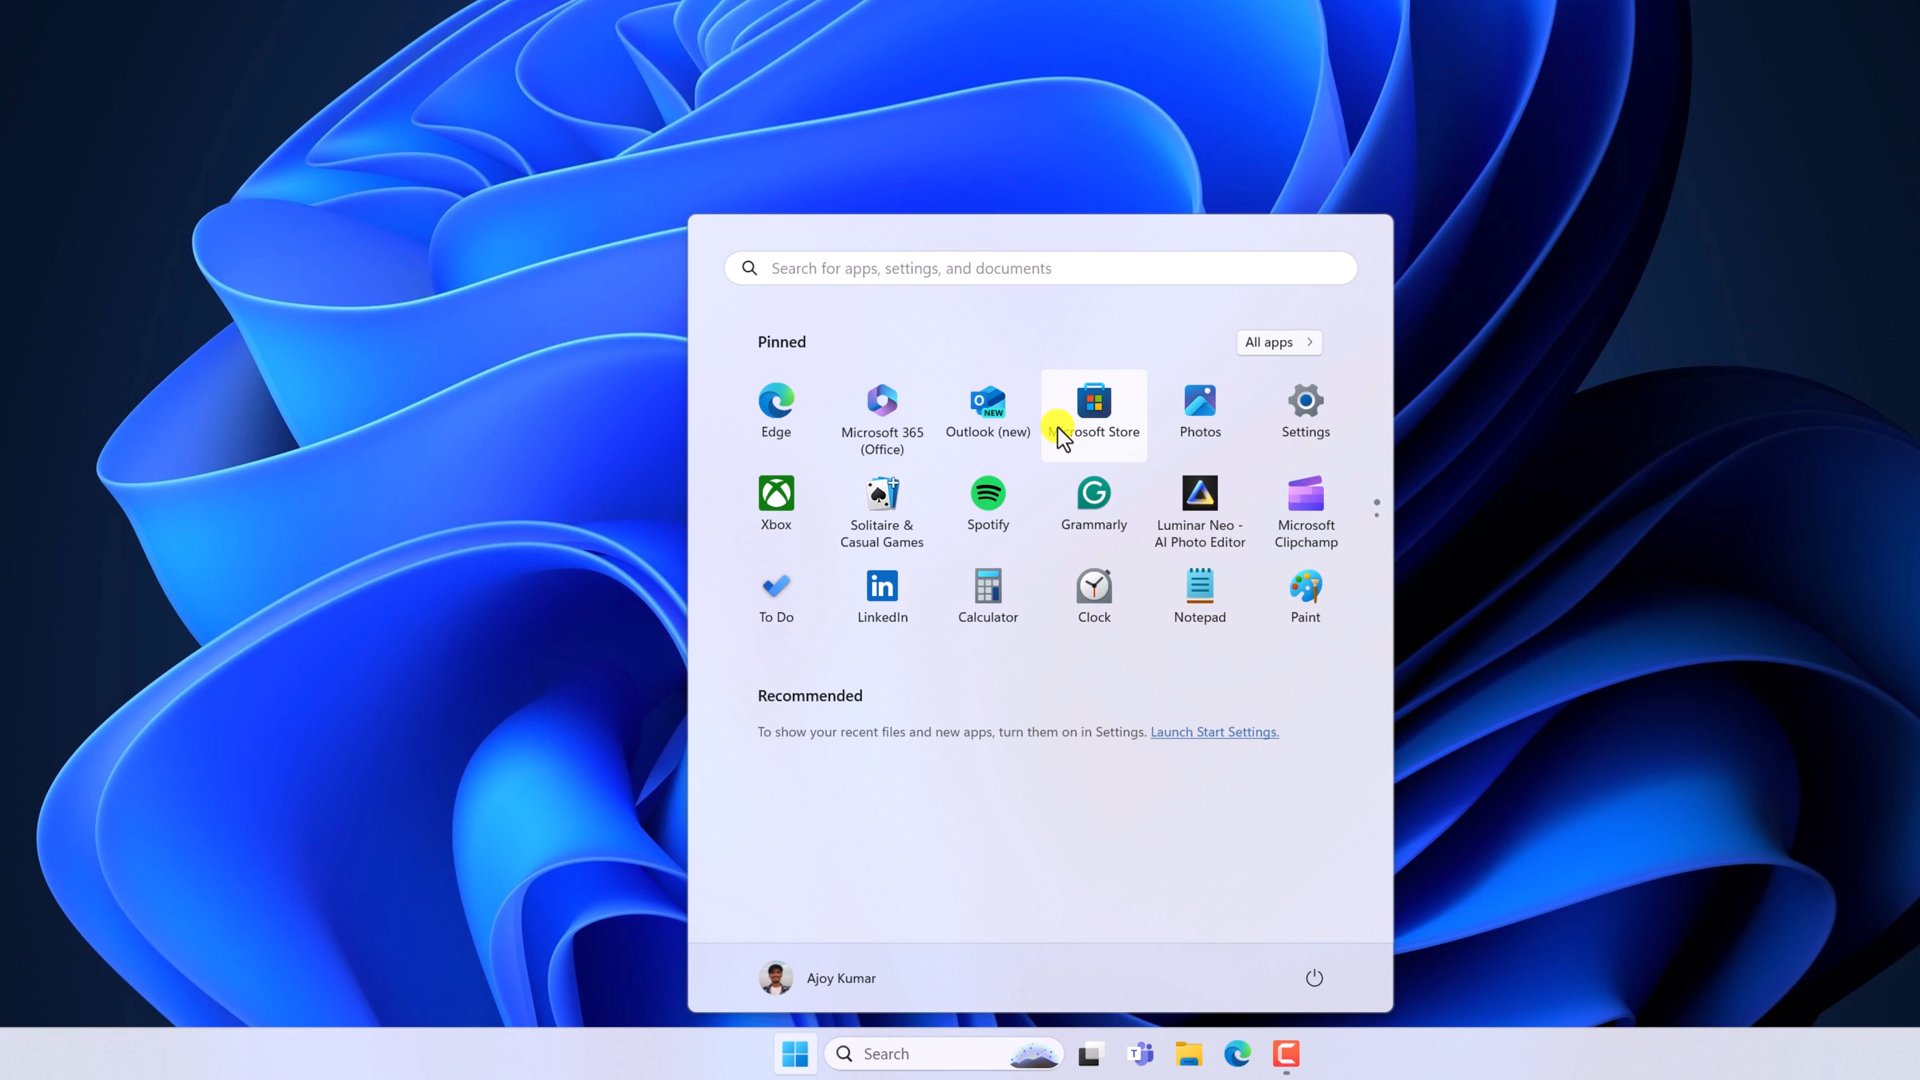 Search for apps, settings, and documents
Pinned
All apps
Edge
Microsoft 365
(Office)
Outlook (new)
NEW
Microsoft Store
Photos
Settings
Xbox
Solitaire &
Casual Games
Spotify
Grammarly
Luminar Neo -
AI Photo Editor
Microsoft
Clipchamp
To Do
LinkedIn
Calculator
Clock
Notepad
Paint
Recommended
To show your recent files and new apps, turn them on in Settings. Launch Start Settings.
Ajoy Kumar
Search